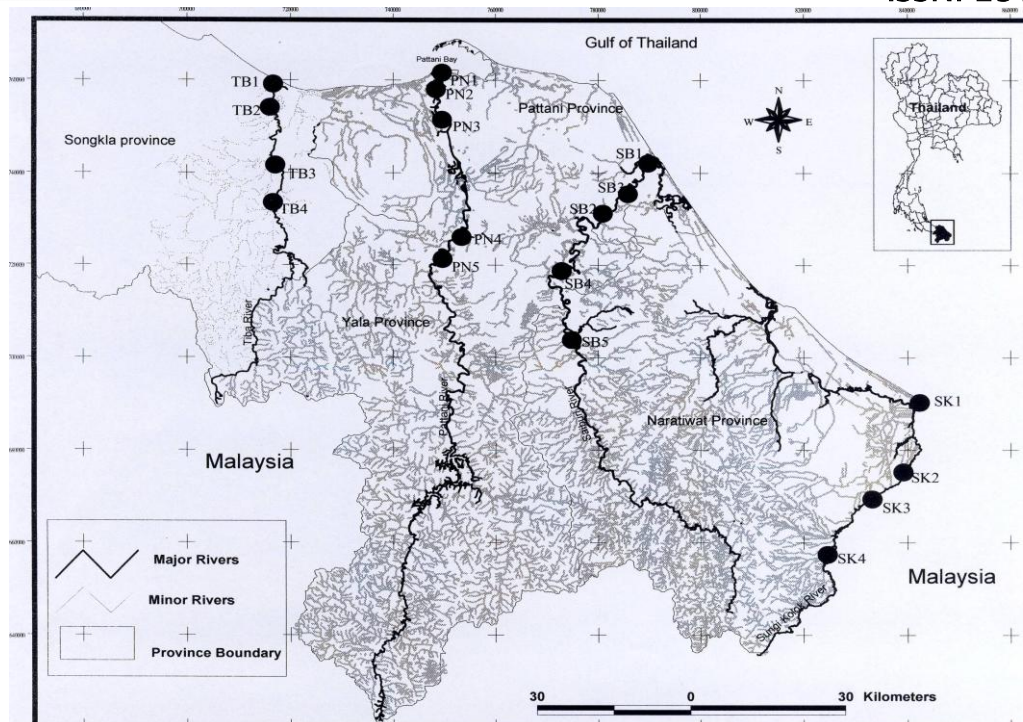 Gulf of Thailand
Pattani Bay
TB1
PN1
PN2
TB2
Pattani Province
PN3
Thailand
N
W
E
S
Songkla province
SB1
TB3
SB3
TB4
SB2
PN4
PN5
SB4
Yala Province
SB5
Pattani River
Naratiwat Province
SK1
Malaysia
SK2
SK3
SK4
Malaysia
Major Rivers
Minor Rivers
Province Boundary
30
0
30
Kilometers